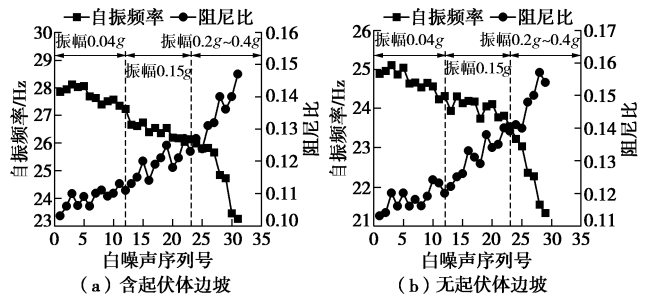 自振频率 阻尼比
振幅0.04g 振幅0.2g~0.4g
振幅0.15g
自振频率/Hz
30
29
28
27
26
25
24
23
阻尼比
0.16
0.15
0.14
0.13
0.12
0.11
0.10
0 5 10 15 20 25 30 35
白噪声序列号
(a)含起伏体边坡
自振频率 阻尼比
振幅0.04g 振幅0.2g~0.4g
振幅0.15g
自振频率/Hz
26
25
24
23
22
21
阻尼比
0.17
0.16
0.15
0.14
0.13
0.12
0.11
0 5 10 15 20 25 30 35
白噪声序列号
(b)无起伏体边坡